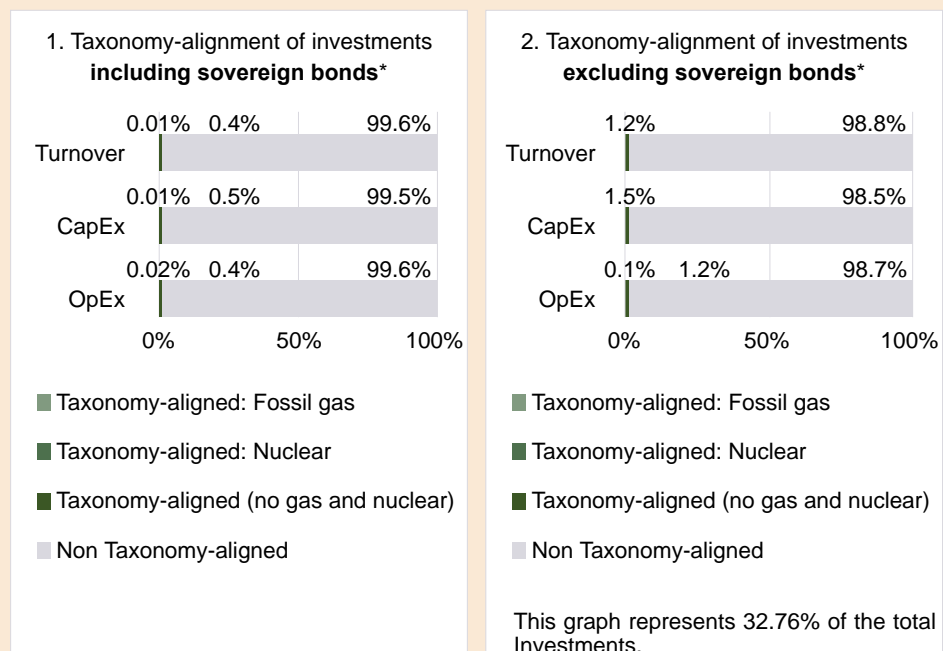 1. Taxonomy-alignment of investments
including sovereign bonds*
0.01% 0.4% 99.6%
Turnover
0.01% 0.5% 99.5%
CapEx
0.02% 0.4% 99.6%
OpEx
0% 50% 100%
Taxonomy-aligned: Fossil gas
Taxonomy-aligned: Nuclear
Taxonomy-aligned (no gas and nuclear)
Non Taxonomy-aligned
2. Taxonomy-alignment of investments
excluding sovereign bonds*
1.2% 98.8%
Turnover
1.5% 98.5%
CapEx
0.1% 1.2% 98.7%
OpEx
0% 50% 100%
Taxonomy-aligned: Fossil gas
Taxonomy-aligned: Nuclear
Taxonomy-aligned (no gas and nuclear)
Non Taxonomy-aligned
This graph represents 32.76% of the total
Investments.